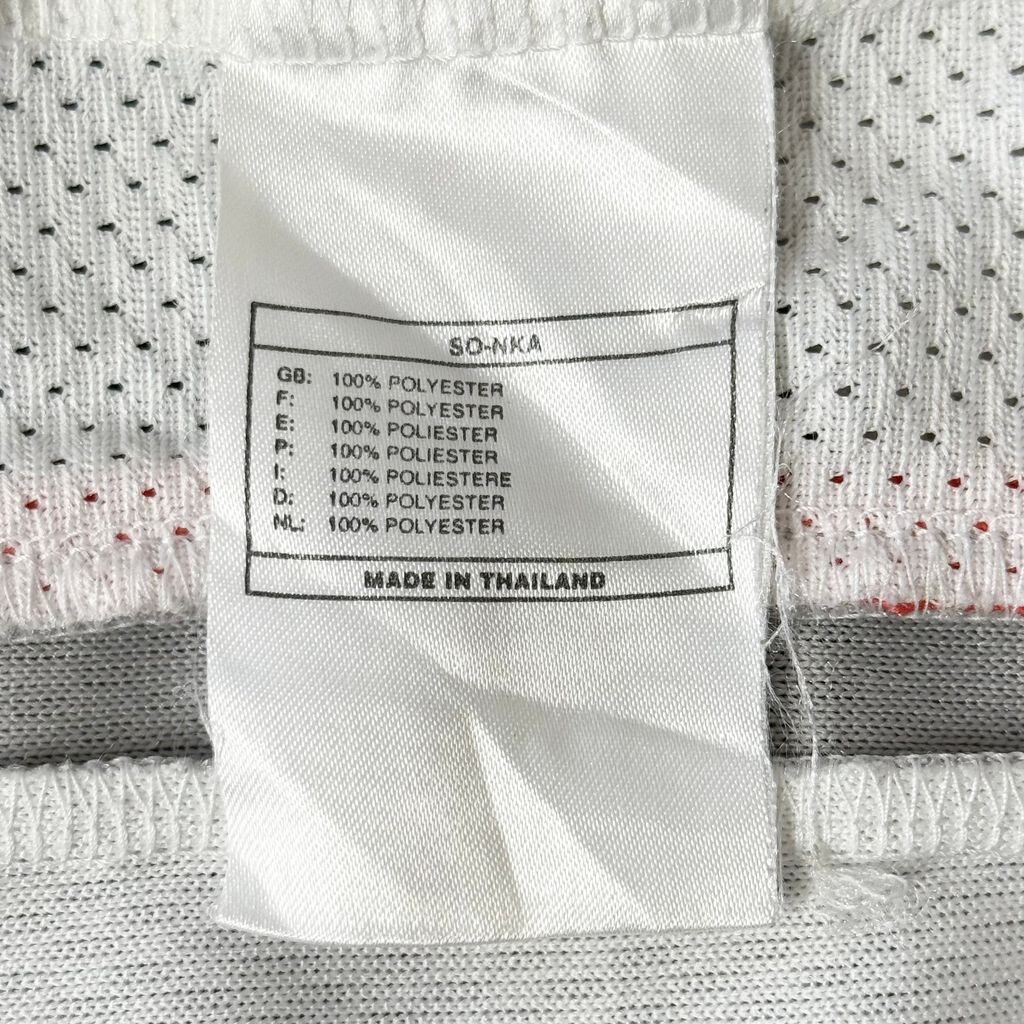 SO-NKA
GB: 100% POLYESTER
F: 100% POLYESTER
E: 100% POLIESTER
P: 100% POLIESTER
I: 100% POLIESTERE
D: 100% POLYESTER
NL: 100% POLYESTER
MADE IN THAILAND